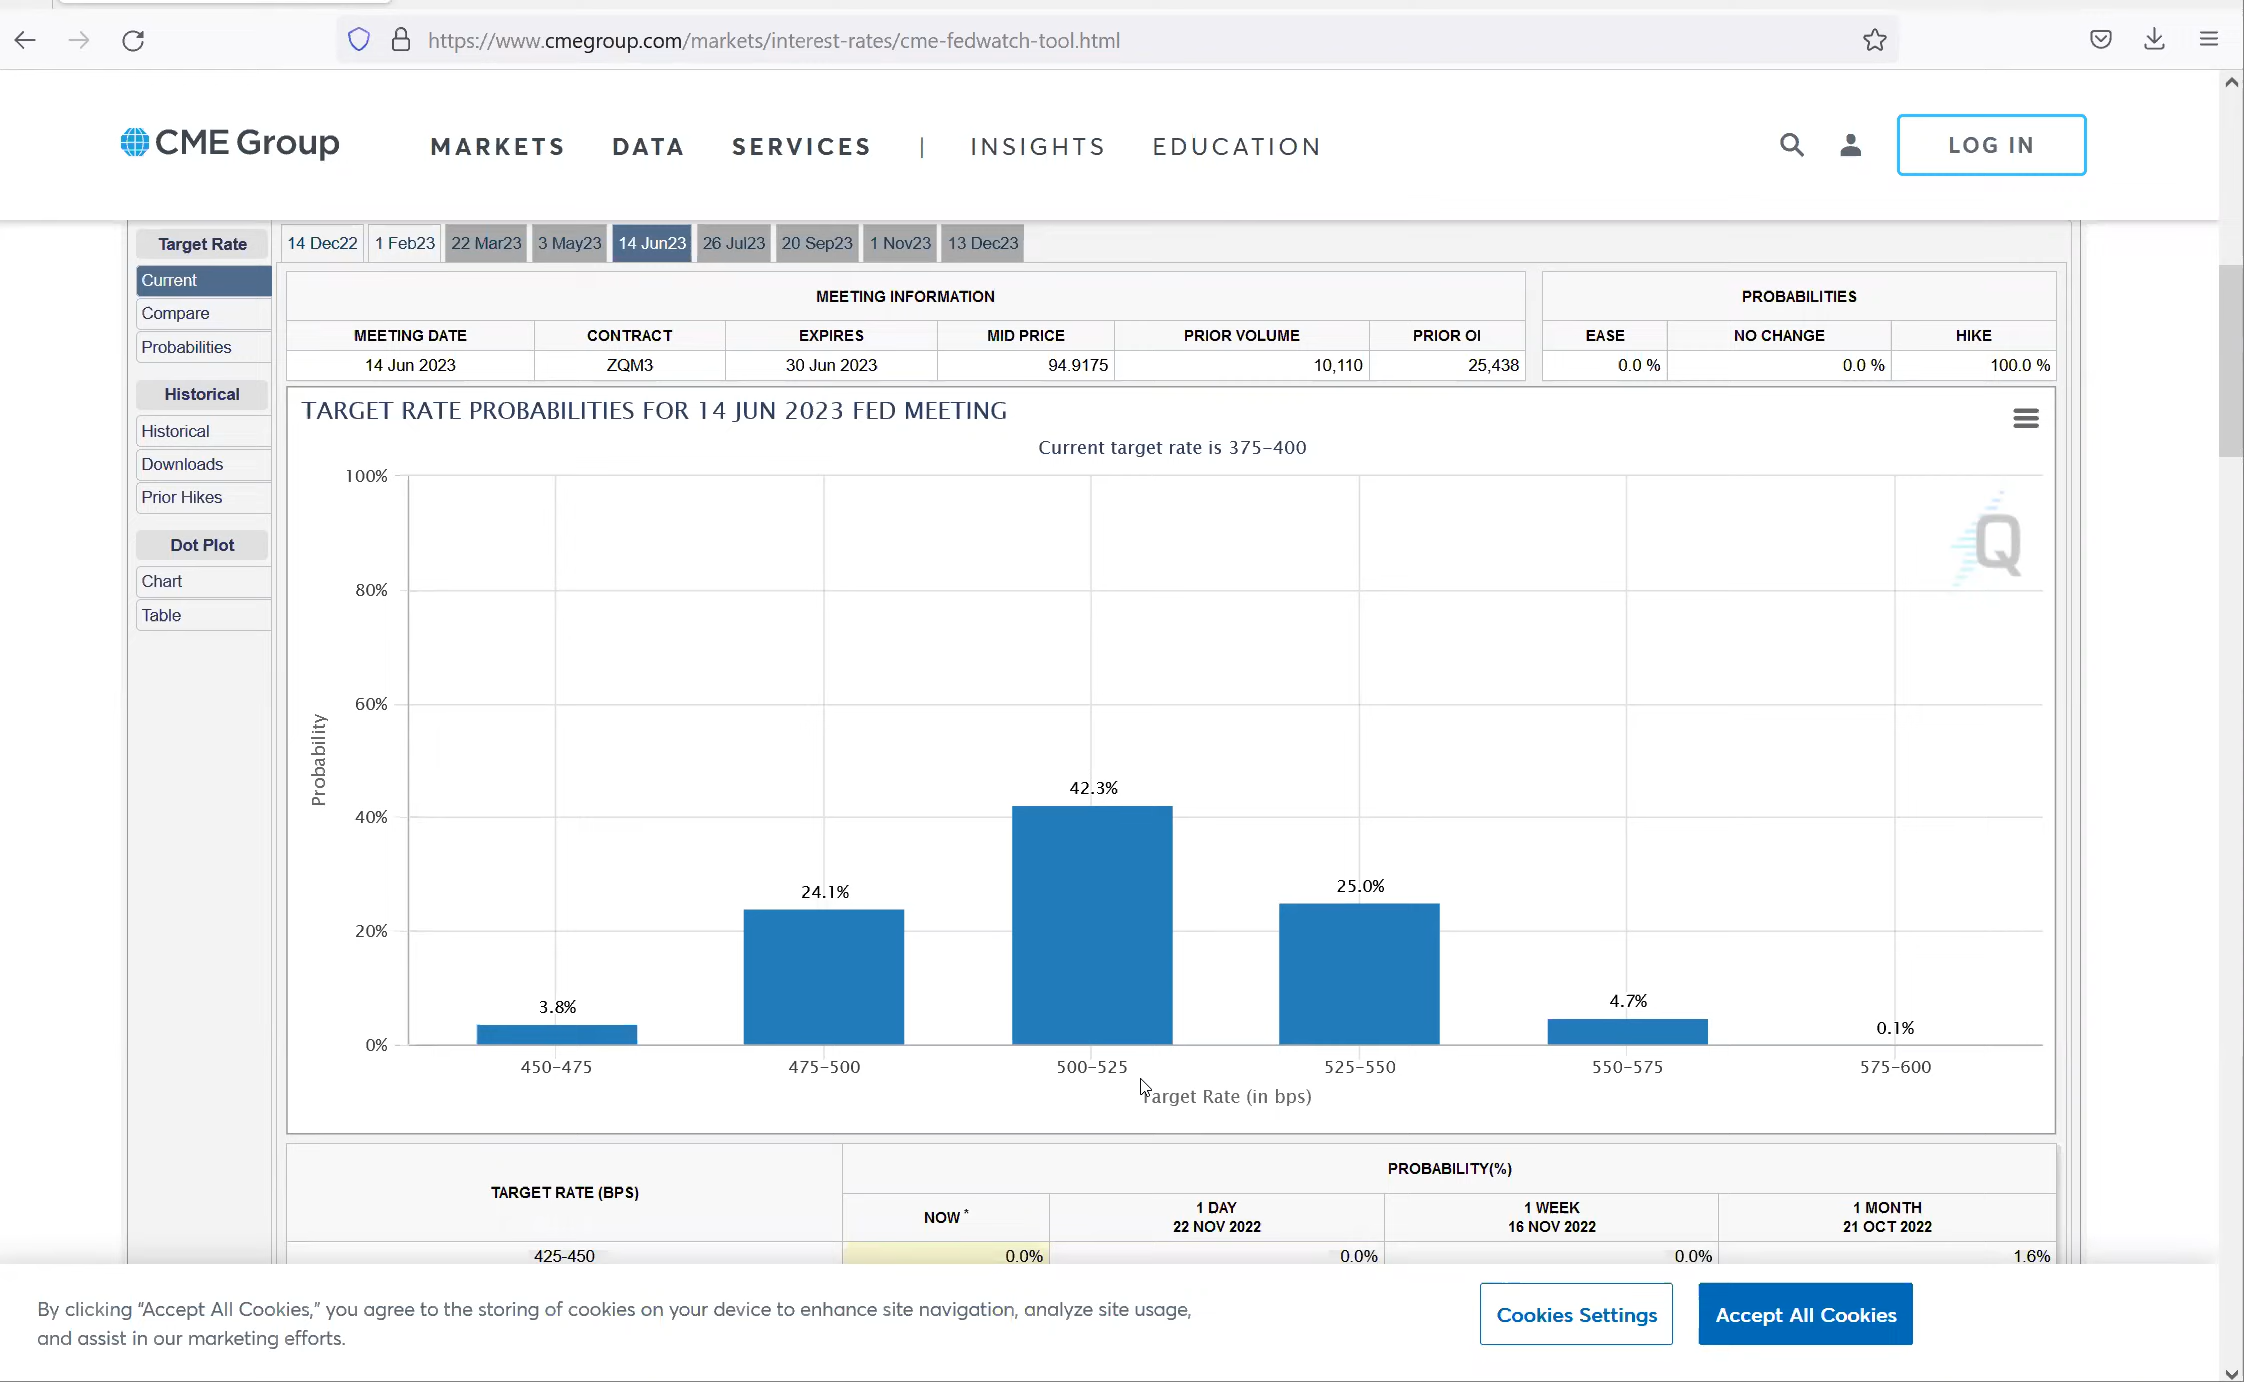 https://www.cmegroup.com/markets/interest-rates/cme-fedwatch-tool.html
CME Group MARKETS DATA SERVICES | INSIGHTS EDUCATION LOG IN
Target Rate 14 Dec22 1 Feb23 22 Mar23 3 May23 14 Jun23 26 Jul23 20 Sep23 1 Nov23 13 Dec23
Current
Compare
Probabilities
Historical
Historical
Downloads
Prior Hikes
Dot Plot
Chart
Table
MEETING INFORMATION
MEETING DATE CONTRACT EXPIRES MID PRICE PRIOR VOLUME PRIOR OI
14 Jun 2023 ZQM3 30 Jun 2023 94.9175 10,110 25,438
PROBABILITIES
EASE NO CHANGE HIKE
0.0 % 0.0 % 100.0 %
TARGET RATE PROBABILITIES FOR 14 JUN 2023 FED MEETING
Current target rate is 375-400
Q
Probability
100%
80%
60%
40%
20%
0%
3.8% 24.1% 42.3% 25.0% 4.7% 0.1%
450-475 475-500 500-525 525-550 550-575 575-600
Target Rate (in bps)
TARGET RATE (BPS) PROBABILITY(%)
NOW * 1 DAY 1 WEEK 1 MONTH
22 NOV 2022 16 NOV 2022 21 OCT 2022
425-450 0.0% 0.0% 0.0% 1.6%
By clicking “Accept All Cookies,” you agree to the storing of cookies on your device to enhance site navigation, analyze site usage,
and assist in our marketing efforts.
Cookies Settings Accept All Cookies